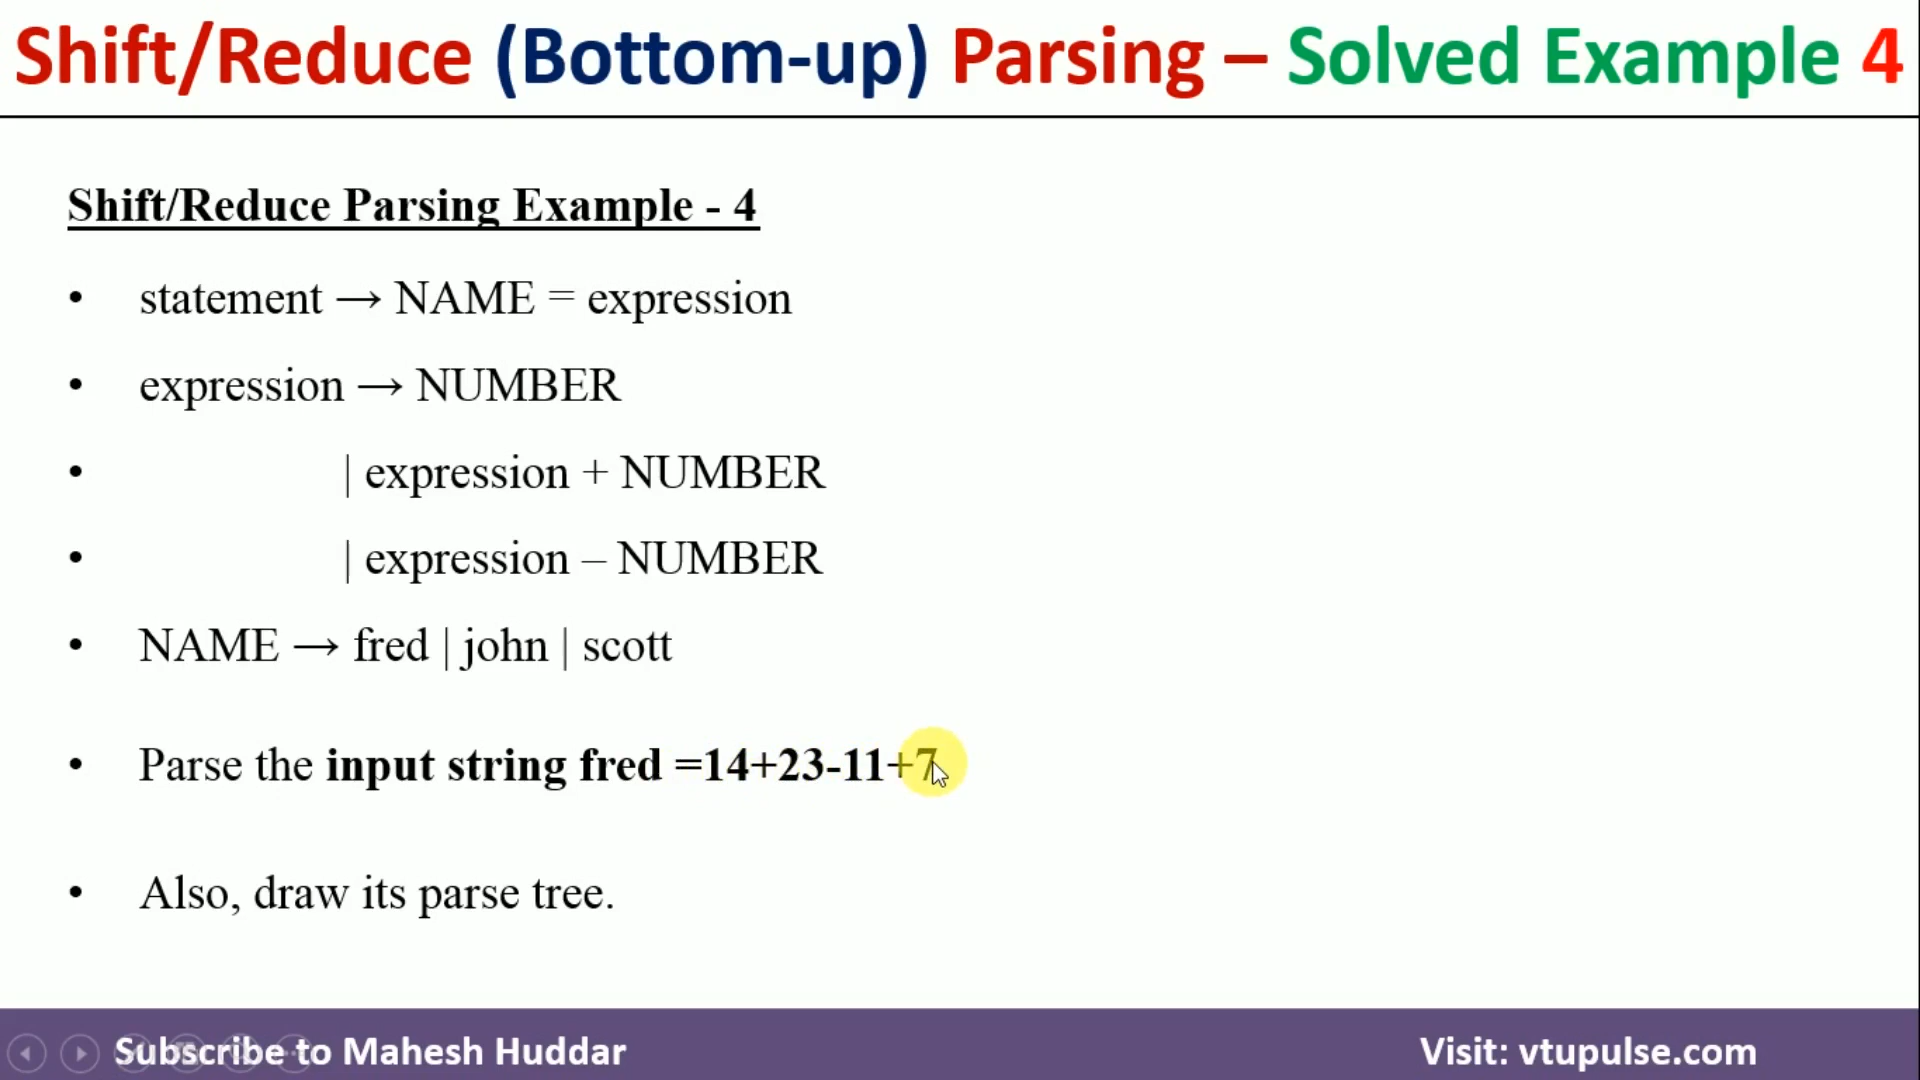 Shift/Reduce (Bottom-up) Parsing – Solved Example 4
Shift/Reduce Parsing Example - 4
• statement → NAME = expression
• expression → NUMBER
• | expression + NUMBER
• | expression – NUMBER
• NAME → fred | john | scott
• Parse the input string fred =14+23-11+7
• Also, draw its parse tree.
Subscribe to Mahesh Huddar
Visit: vtupulse.com